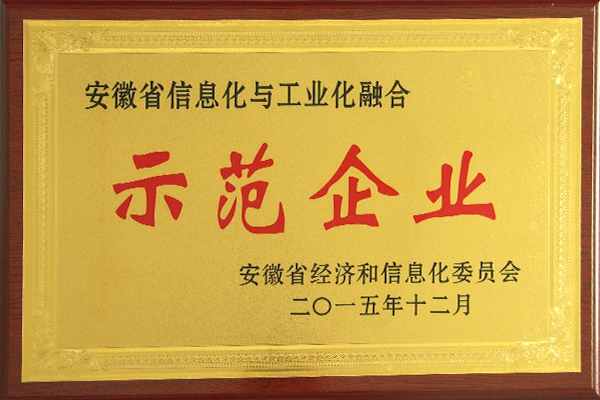 安徽省信息化与工业化融合
示范企业
安徽省经济和信息化委员会
二〇一五年十二月